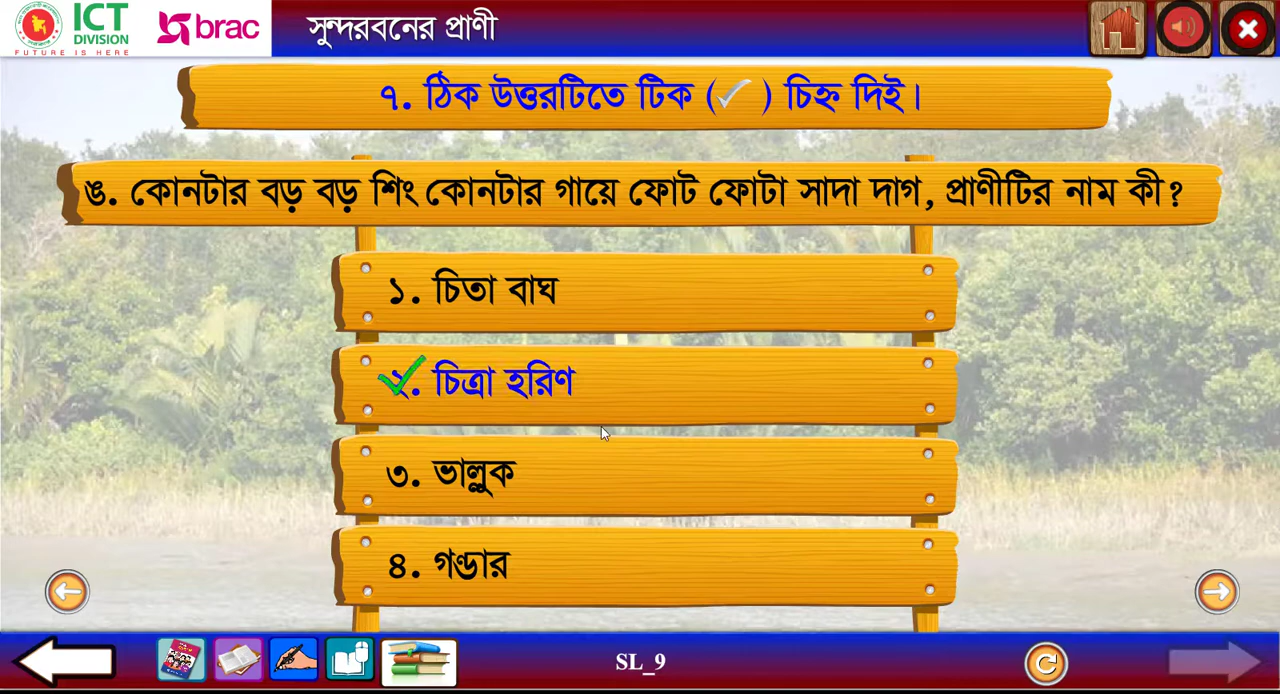 ICT
DIVISION
FUTURE IS HERE
brac
সুন্দরবনের প্রাণী
৭. ঠিক উত্তরটিতে টিক ( ✓ ) চিহ্ন দিই।
ঙ. কোনটার বড় বড় শিং কোনটার গায়ে ফোট ফোটা সাদা দাগ, প্রাণীটির নাম কী?
১. চিতা বাঘ
২. চিত্রা হরিণ
৩. ভাল্লুক
৪. গণ্ডার
SL_9